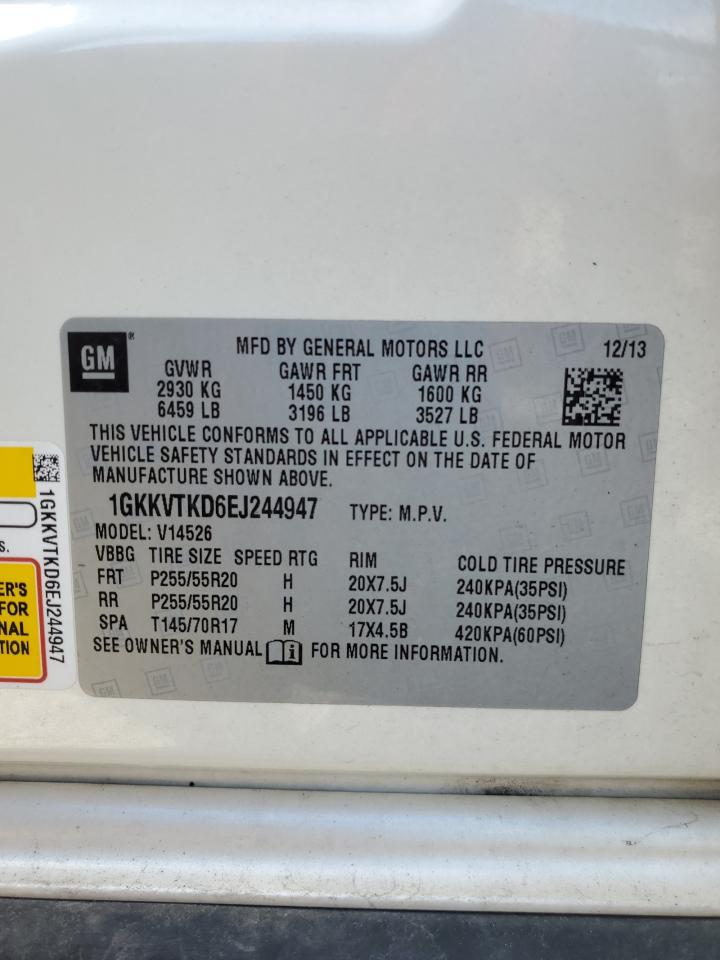 GM
MFD BY GENERAL MOTORS LLC 12/13
GVWR GAWR FRT GAWR RR
2930 KG 1450 KG 1600 KG
6459 LB 3196 LB 3527 LB
THIS VEHICLE CONFORMS TO ALL APPLICABLE U.S. FEDERAL MOTOR
VEHICLE SAFETY STANDARDS IN EFFECT ON THE DATE OF
MANUFACTURE SHOWN ABOVE.
1GKKVTKD6EJ244947 TYPE: M.P.V.
MODEL: V14526
VBBG TIRE SIZE SPEED RTG RIM COLD TIRE PRESSURE
FRT P255/55R20 H 20X7.5J 240KPA(35PSI)
RR P255/55R20 H 20X7.5J 240KPA(35PSI)
SPA T145/70R17 M 17X4.5B 420KPA(60PSI)
SEE OWNER'S MANUAL FOR MORE INFORMATION.
1GKKVTKD6EJ244947
S.
ER'S
FOR
NAL
TION